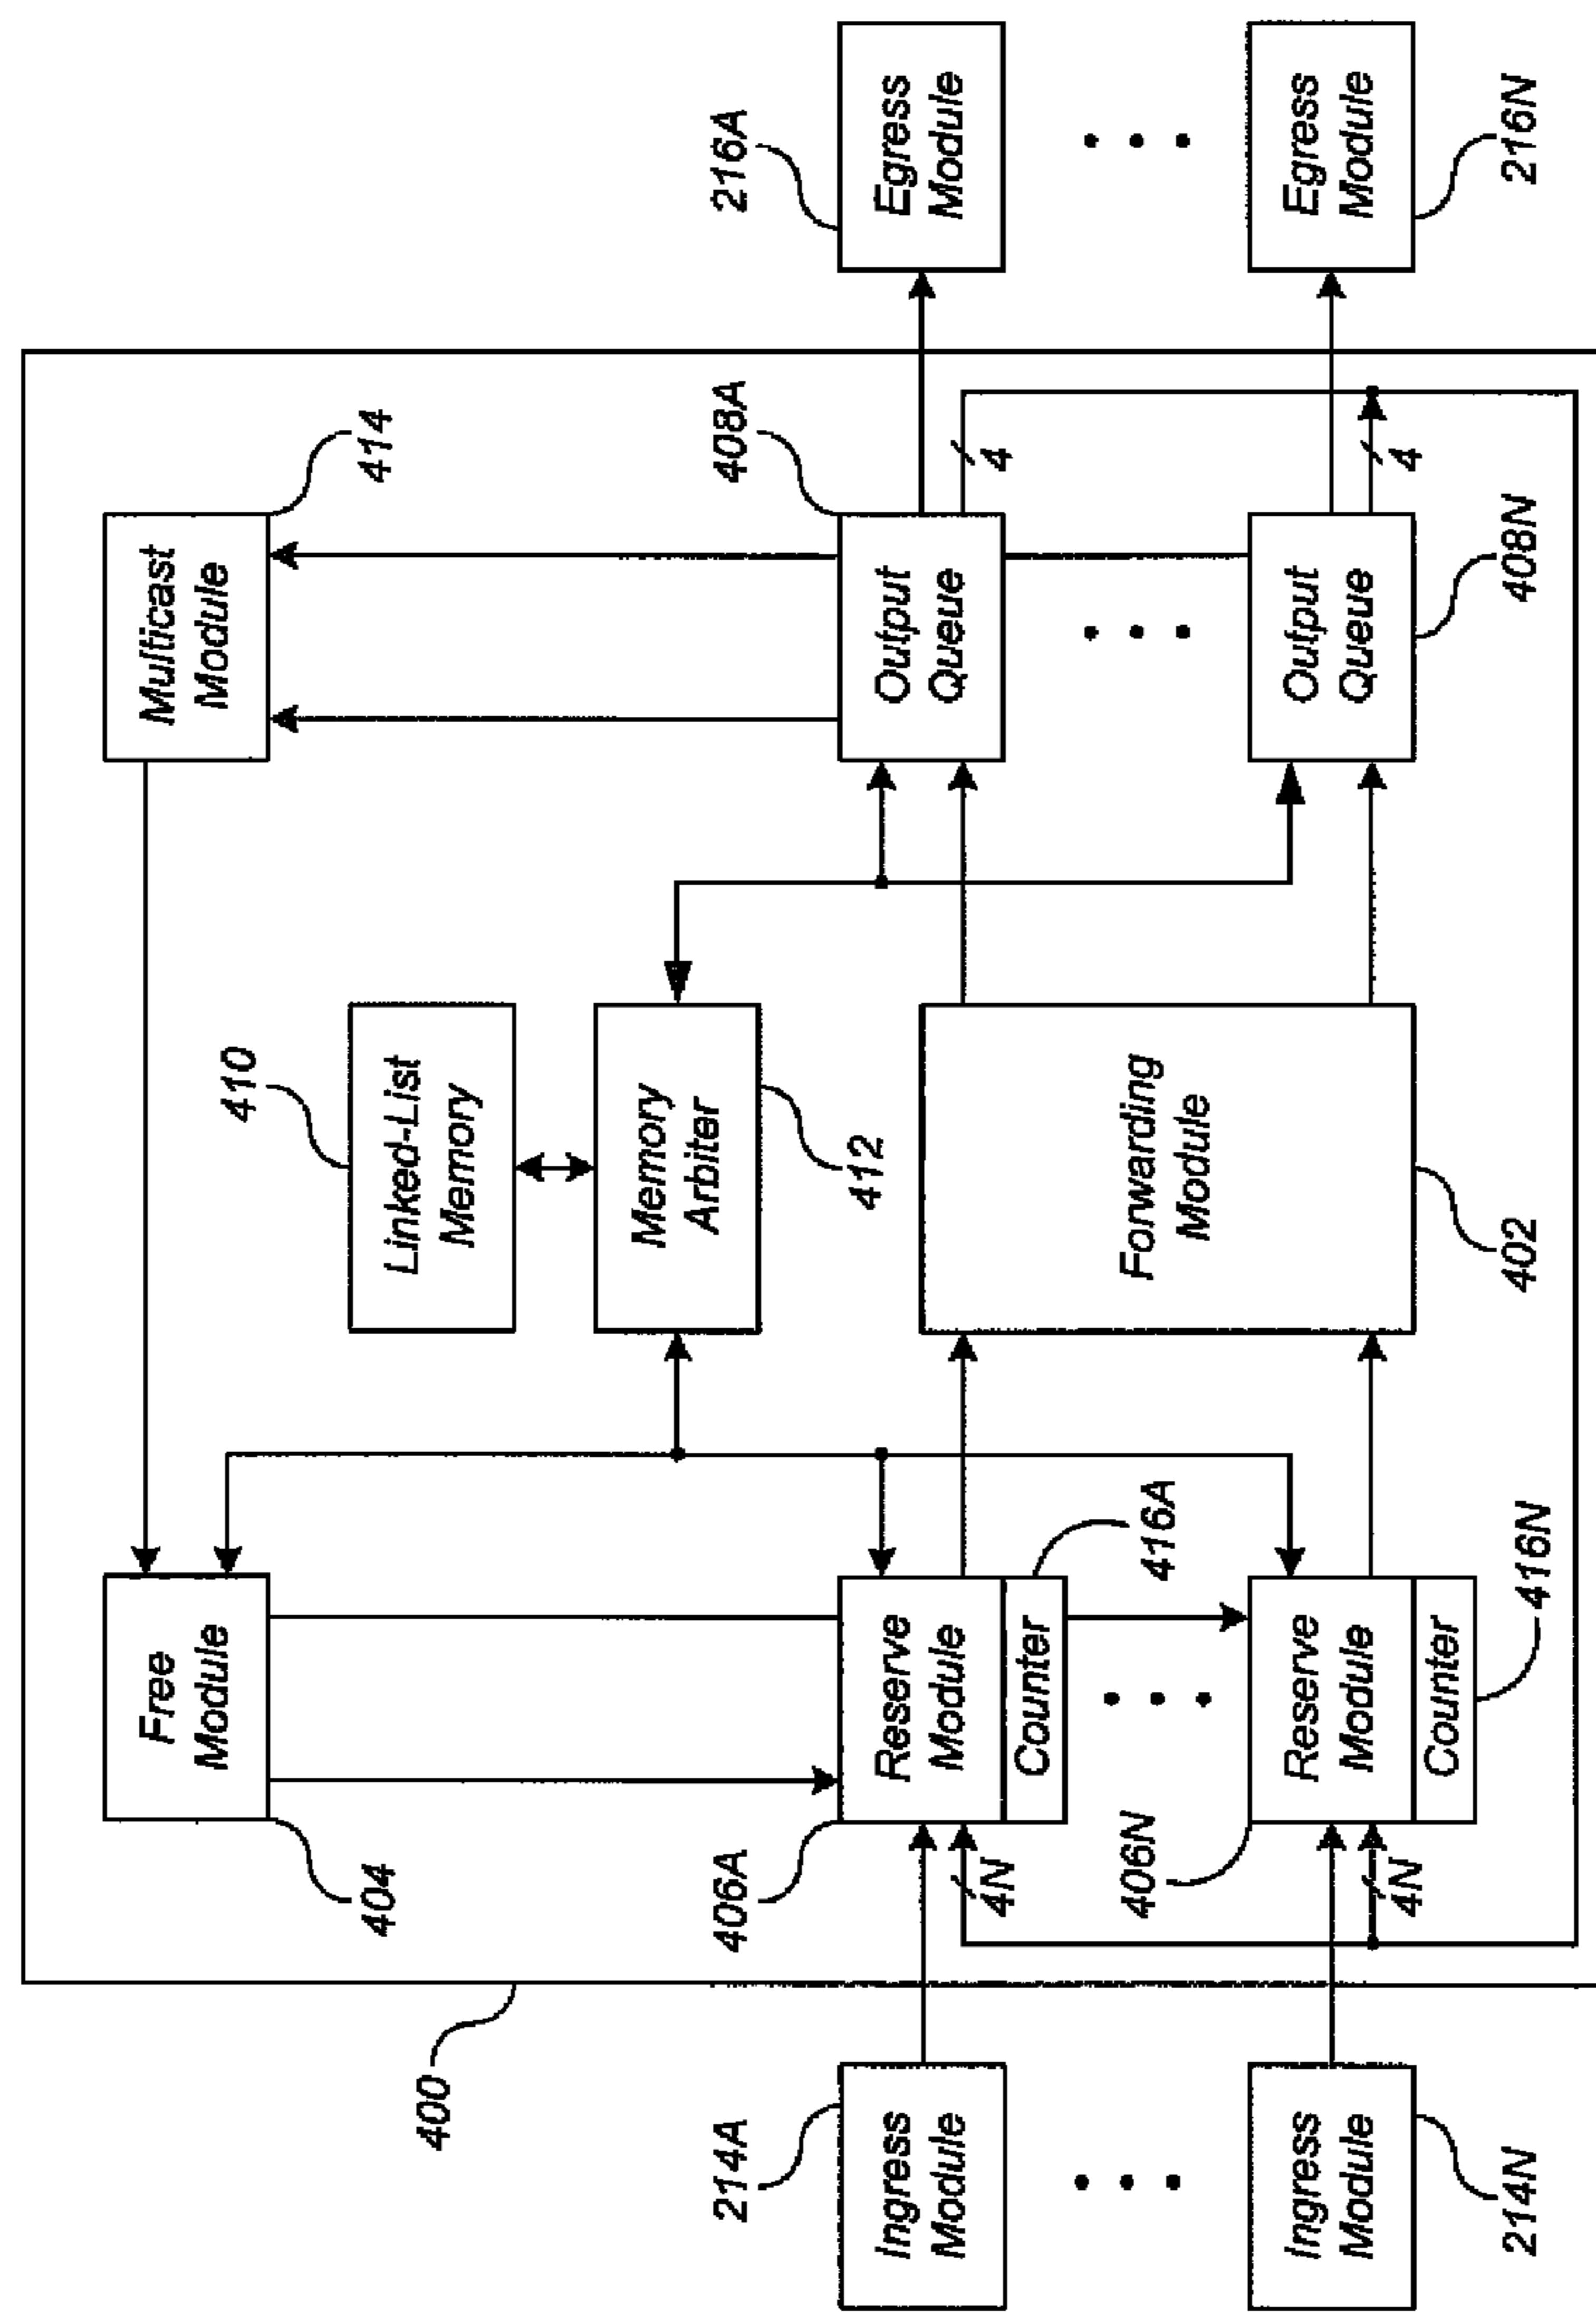 Free
Module
404
Multicast
Module
414
Linked-List
Memory
410
Memory
Arbiter
412
400
214A
Ingress
Module
406A
Reserve
Module
Counter
416A
4N
Forwarding
Module
402
408A
Output
Queue
4
216A
Egress
Module
Ingress
Module
214N
406N
Reserve
Module
Counter
416N
4N
Output
Queue
408N
4
Egress
Module
216N